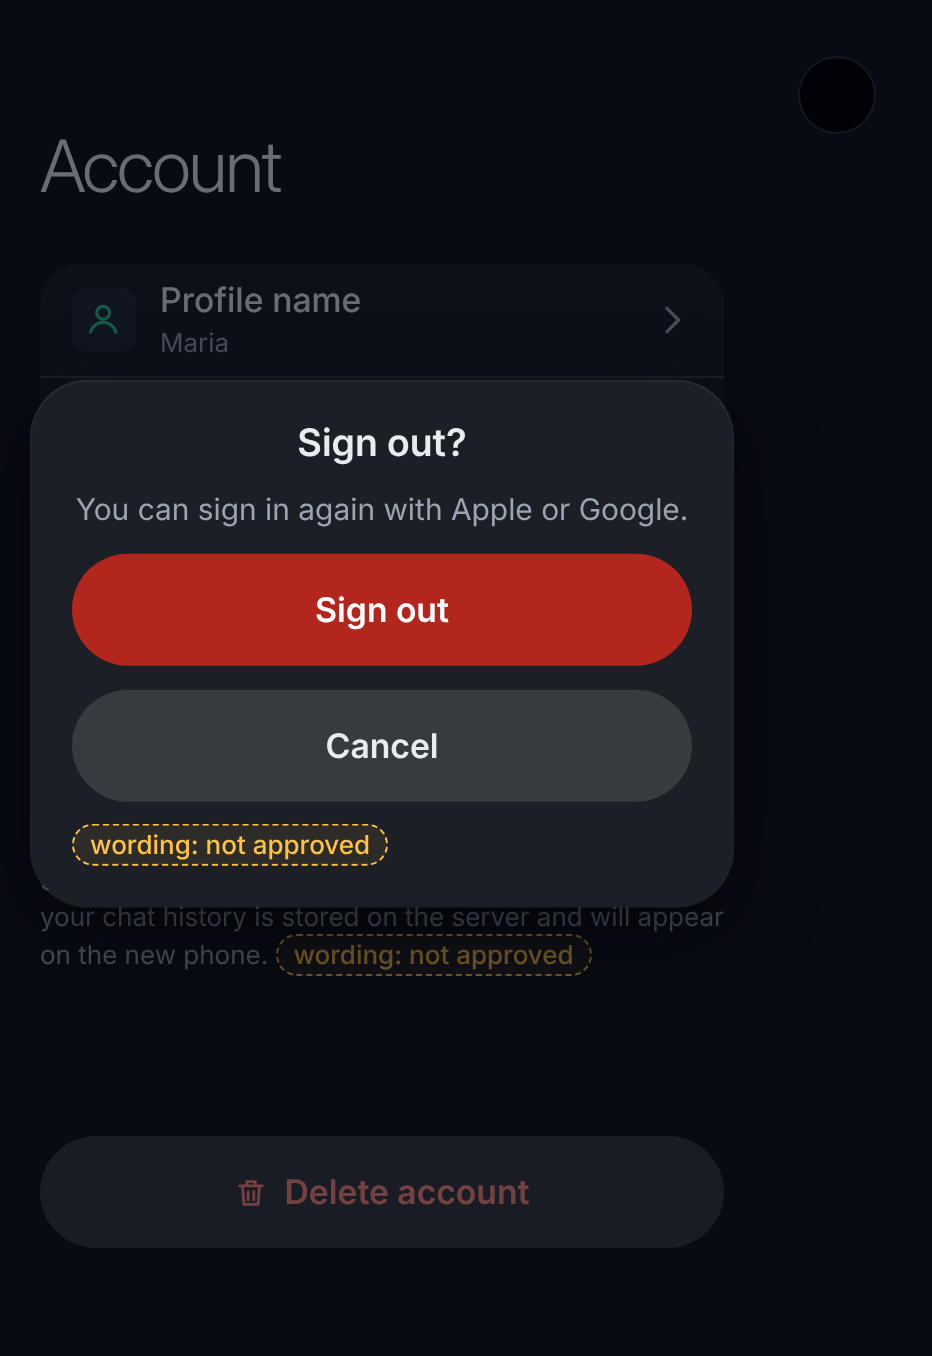 Account
Profile name
Maria
Sign out?
You can sign in again with Apple or Google.
Sign out
Cancel
wording: not approved
your chat history is stored on the server and will appear
on the new phone. wording: not approved
Delete account